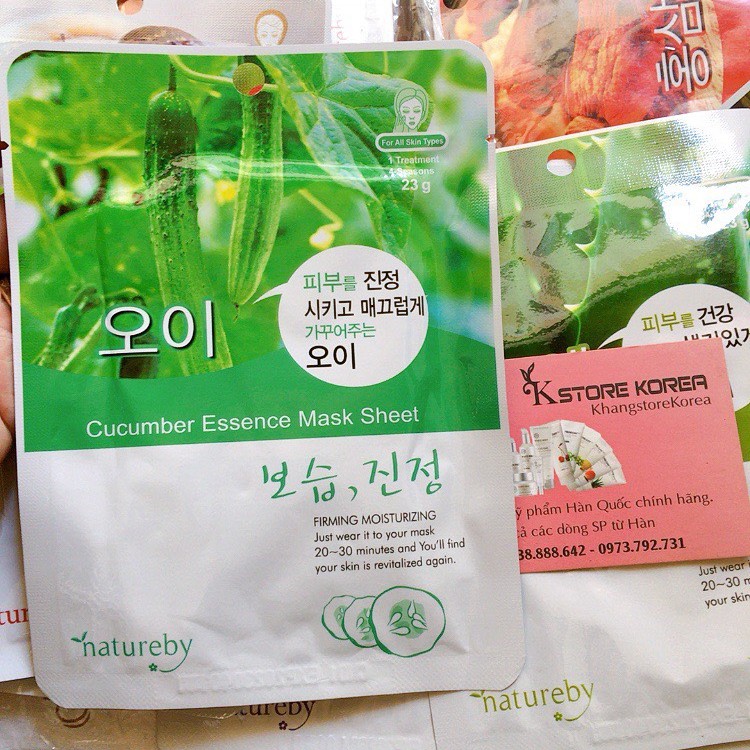 For All Skin Types
1 Treatment
23 g
피부를 진정
시키고 매끄럽게
가꾸어주는
오이
오이
Cucumber Essence Mask Sheet
보습, 진정
FIRMING MOISTURIZING
Just wear it to your mask
20~30 minutes and You'll find
your skin is revitalized again.
natureby
홍삼
피부를 건강
K STORE KOREA
KhangstoreKorea
phẩm Hàn Quốc chính hãng.
các dòng SP từ Hàn
38.888.642 - 0973.792.731
Just wear
20~30
your skin
natureby